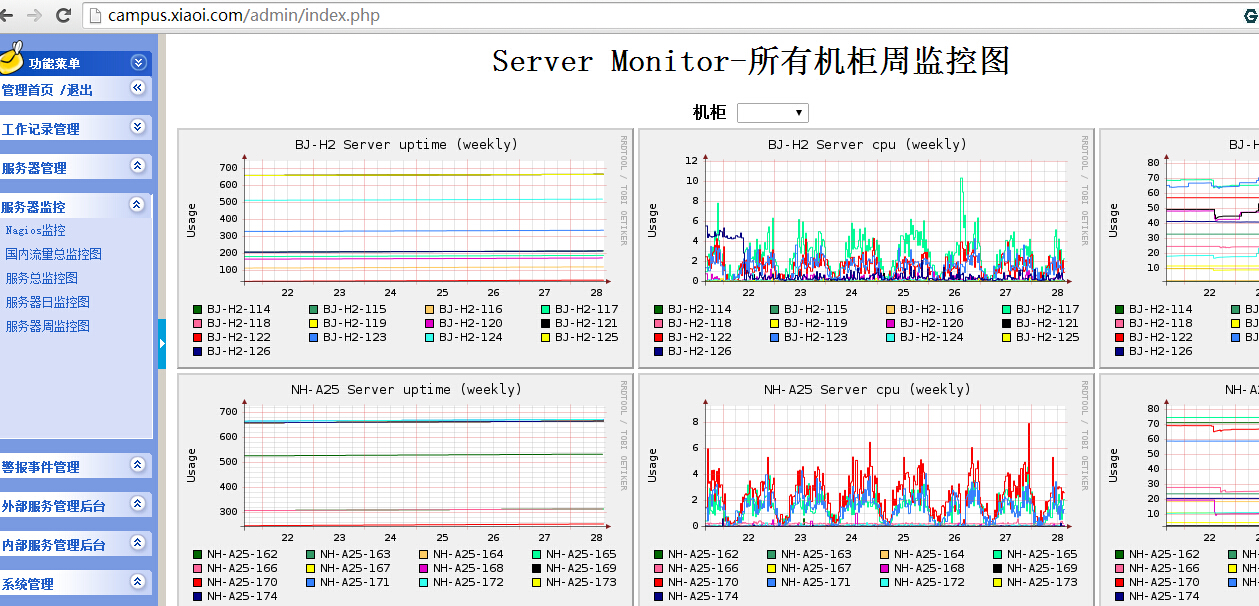 campus.xiaoi.com/admin/index.php
功能菜单
管理首页 /退出
工作记录管理
服务器管理
服务器监控
Nagios监控
国内流量总监控图
服务总监控图
服务器日监控图
服务器周监控图
警报事件管理
外部服务管理后台
内部服务管理后台
系统管理
Server Monitor-所有机柜周监控图
机柜
BJ-H2 Server uptime (weekly)
RRDTOOL / TOBI OETIKER
Usage
700
600
500
400
300
200
100
22 23 24 25 26 27 28
BJ-H2-114 BJ-H2-115 BJ-H2-116 BJ-H2-117
BJ-H2-118 BJ-H2-119 BJ-H2-120 BJ-H2-121
BJ-H2-122 BJ-H2-123 BJ-H2-124 BJ-H2-125
BJ-H2-126
BJ-H2 Server cpu (weekly)
RRDTOOL / TOBI OETIKER
Usage
12
10
8
6
4
2
0
22 23 24 25 26 27 28
BJ-H2-114 BJ-H2-115 BJ-H2-116 BJ-H2-117
BJ-H2-118 BJ-H2-119 BJ-H2-120 BJ-H2-121
BJ-H2-122 BJ-H2-123 BJ-H2-124 BJ-H2-125
BJ-H2-126
BJ-H
Usage
80
70
60
50
40
30
20
10
22
BJ-H2-114 B
BJ-H2-118 B
BJ-H2-122 BJ
BJ-H2-126
NH-A25 Server uptime (weekly)
RRDTOOL / TOBI OETIKER
Usage
700
600
500
400
300
22 23 24 25 26 27 28
NH-A25-162 NH-A25-163 NH-A25-164 NH-A25-165
NH-A25-166 NH-A25-167 NH-A25-168 NH-A25-169
NH-A25-170 NH-A25-171 NH-A25-172 NH-A25-173
NH-A25-174
NH-A25 Server cpu (weekly)
RRDTOOL / TOBI OETIKER
Usage
8
6
4
2
0
22 23 24 25 26 27 28
NH-A25-162 NH-A25-163 NH-A25-164 NH-A25-165
NH-A25-166 NH-A25-167 NH-A25-168 NH-A25-169
NH-A25-170 NH-A25-171 NH-A25-172 NH-A25-173
NH-A25-174
NH-A
Usage
80
70
60
50
40
30
20
10
22
NH-A25-162 NH
NH-A25-166 NH
NH-A25-170 NH
NH-A25-174